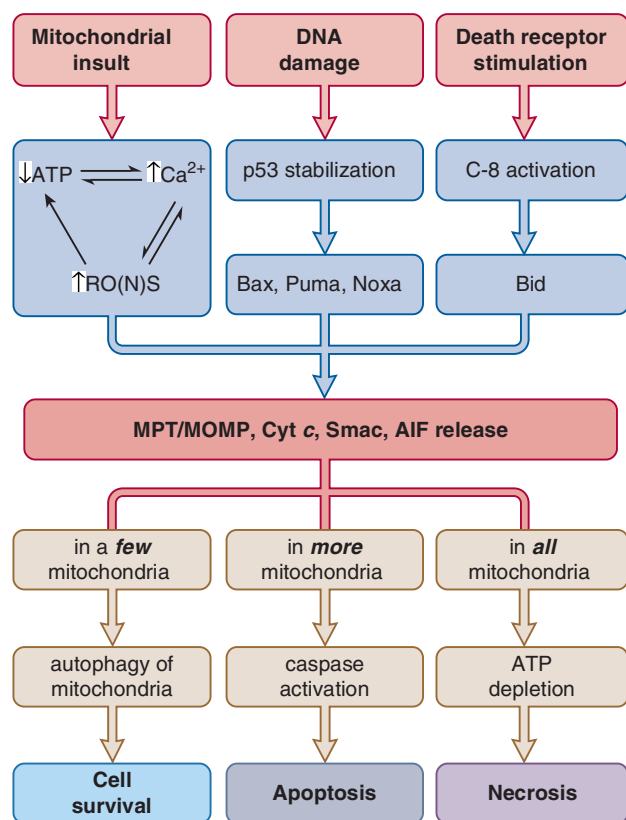 Mitochondrial
insult
DNA
damage
Death receptor
stimulation
↓ATP
↑Ca²⁺
↑RO(N)S
p53 stabilization
Bax, Puma, Noxa
C-8 activation
Bid
MPT/MOMP, Cyt c, Smac, AIF release
in a few
mitochondria
in more
mitochondria
in all
mitochondria
autophagy of
mitochondria
caspase
activation
ATP
depletion
Cell
survival
Apoptosis
Necrosis